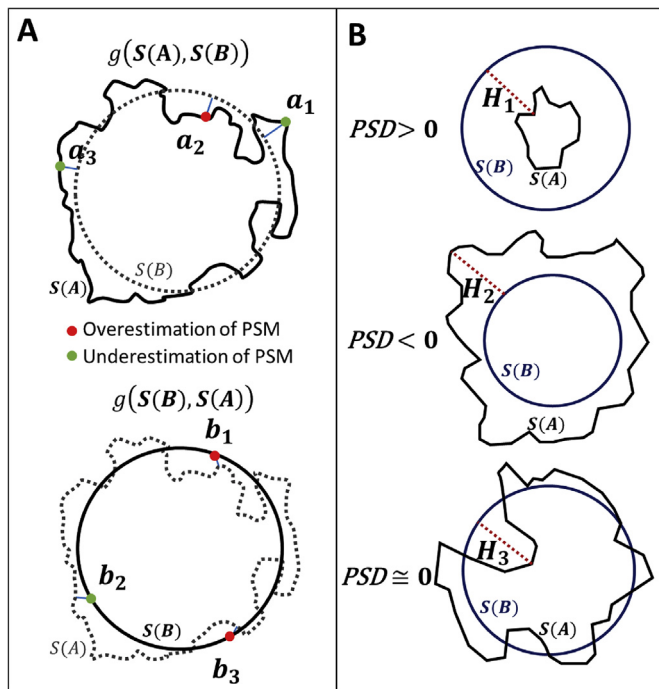 A
g(S(A), S(B))
a₁
a₂
a₃
S(B)
S(A)
Overestimation of PSM
Underestimation of PSM
g(S(B), S(A))
b₁
b₂
S(B)
S(A)
b₃
B
H₁
PSD > 0
S(B)
S(A)
H₂
PSD < 0
S(B)
S(A)
H₃
PSD ≅ 0
S(B)
S(A)